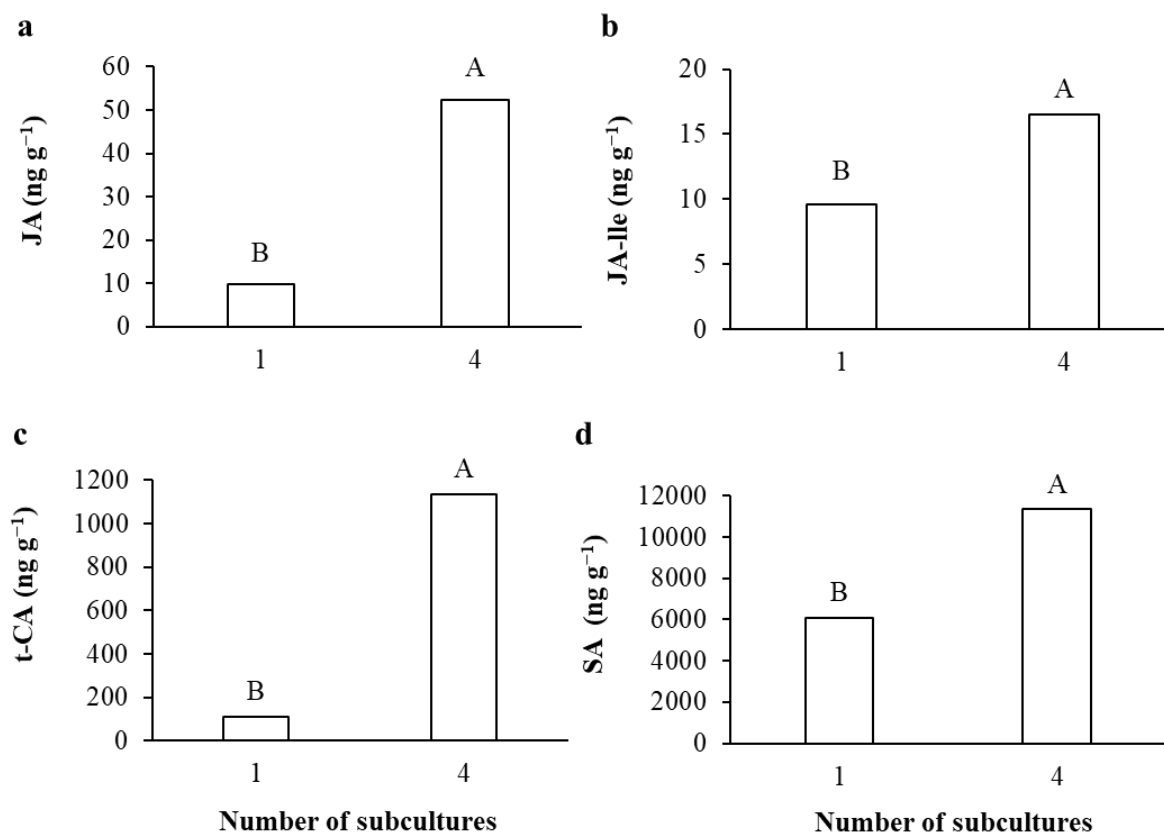 a
JA (ng g⁻¹)
60
50
40
30
20
10
0
B
A
1
4
b
JA-lle (ng g⁻¹)
20
15
10
5
0
B
A
1
4
c
t-CA (ng g⁻¹)
1200
1000
800
600
400
200
0
B
A
1
4
Number of subcultures
d
SA (ng g⁻¹)
12000
10000
8000
6000
4000
2000
0
B
A
1
4
Number of subcultures